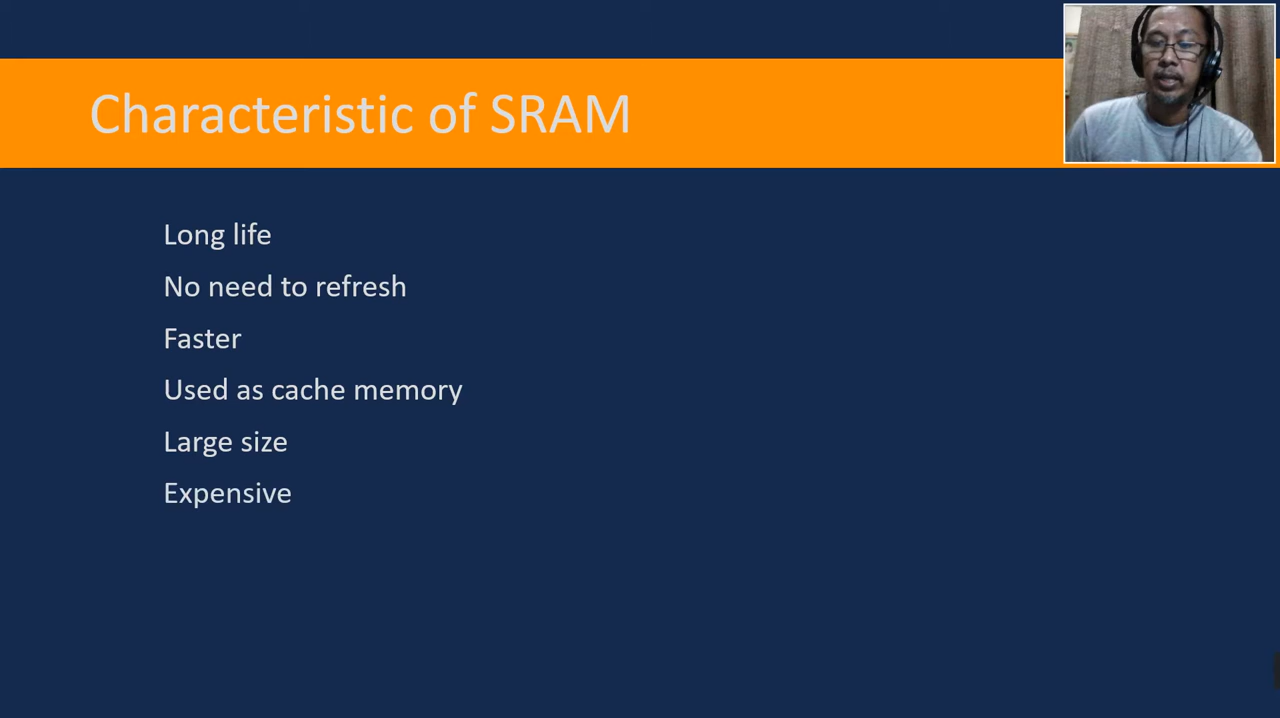 Characteristic of SRAM
Long life
No need to refresh
Faster
Used as cache memory
Large size
Expensive